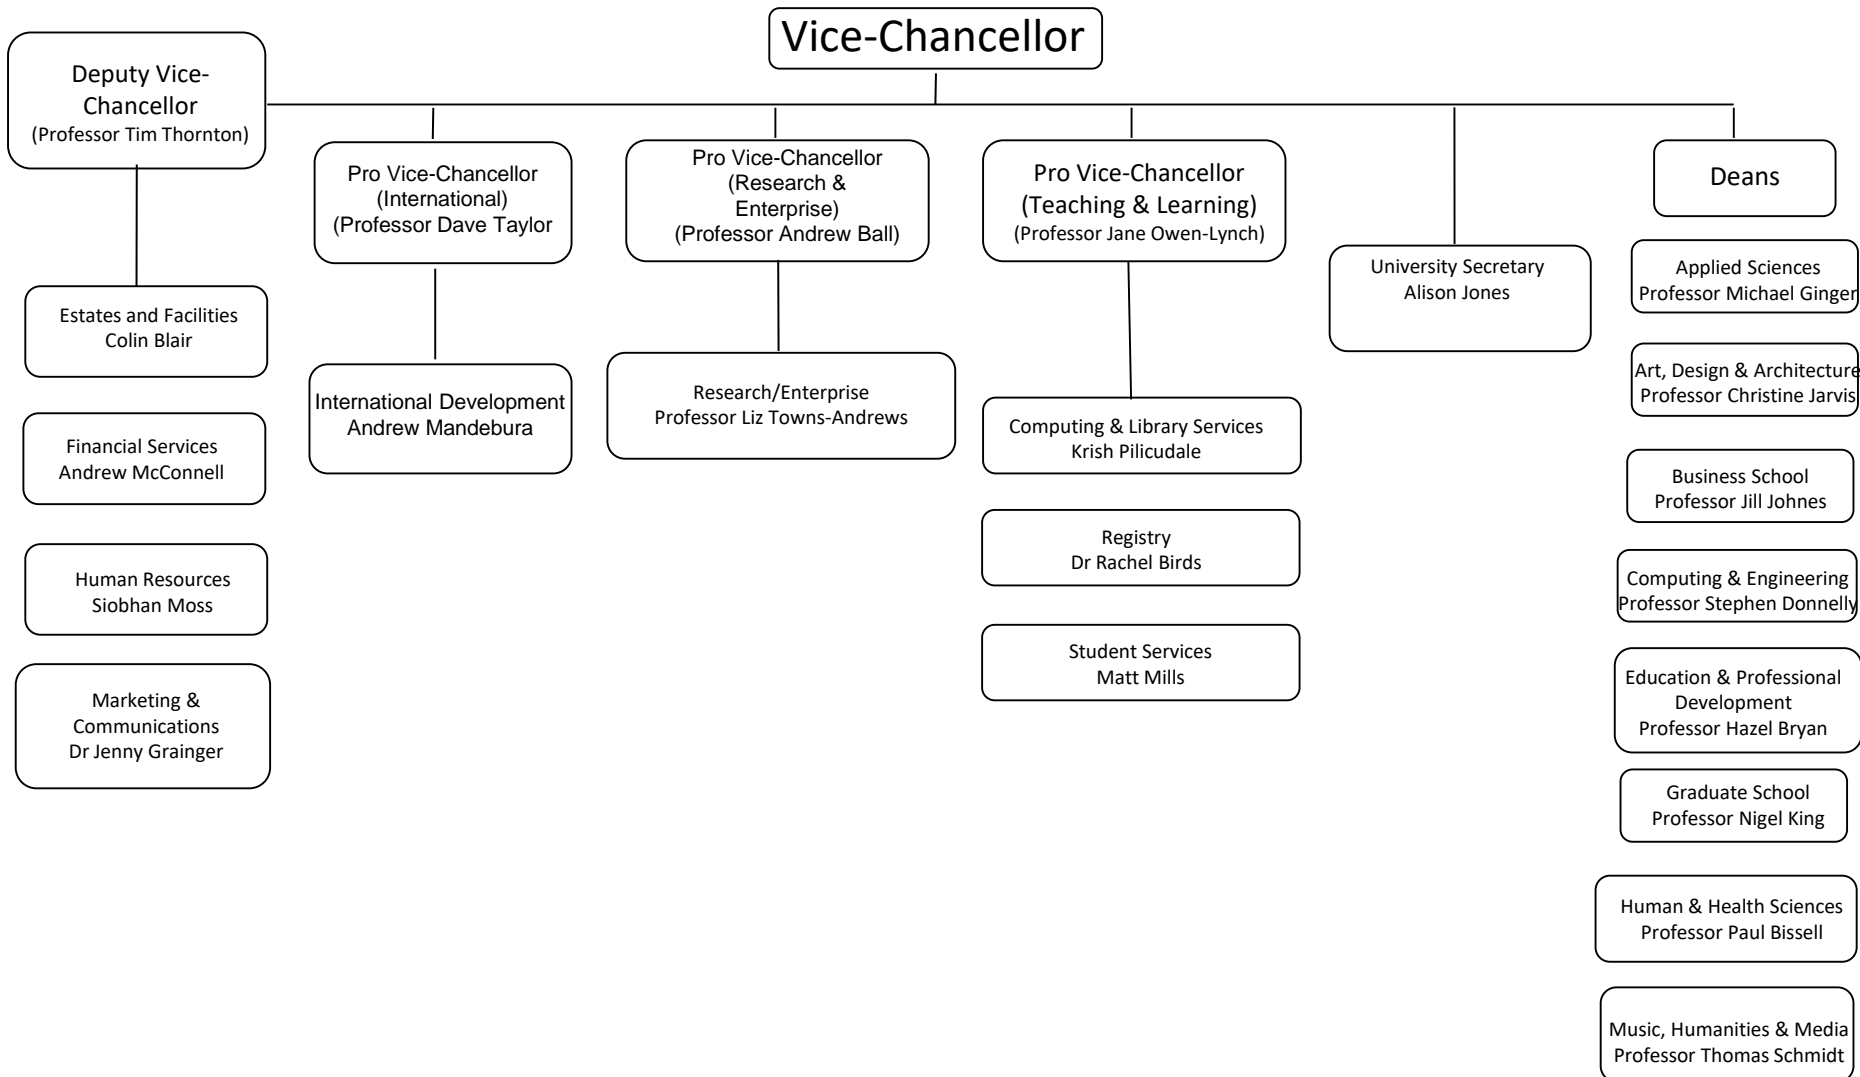 Vice-Chancellor
Deputy Vice-
Chancellor
(Professor Tim Thornton)
Estates and Facilities
Colin Blair
Financial Services
Andrew McConnell
Human Resources
Siobhan Moss
Marketing &
Communications
Dr Jenny Grainger
Pro Vice-Chancellor
(International)
(Professor Dave Taylor
International Development
Andrew Mandebura
Pro Vice-Chancellor
(Research &
Enterprise)
(Professor Andrew Ball)
Research/Enterprise
Professor Liz Towns-Andrews
Pro Vice-Chancellor
(Teaching & Learning)
(Professor Jane Owen-Lynch)
Computing & Library Services
Krish Pilicudale
Registry
Dr Rachel Birds
Student Services
Matt Mills
University Secretary
Alison Jones
Deans
Applied Sciences
Professor Michael Ginger
Art, Design & Architecture
Professor Christine Jarvis
Business School
Professor Jill Johnes
Computing & Engineering
Professor Stephen Donnelly
Education & Professional
Development
Professor Hazel Bryan
Graduate School
Professor Nigel King
Human & Health Sciences
Professor Paul Bissell
Music, Humanities & Media
Professor Thomas Schmidt